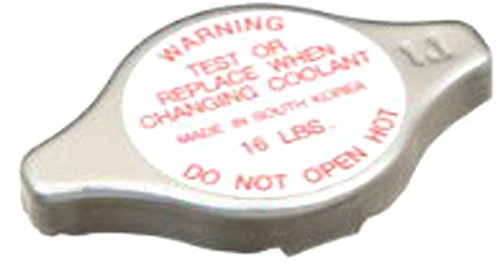 WARNING
TEST OR
REPLACE WHEN
CHANGING COOLANT
MADE IN SOUTH KOREA
16 LBS.
DO NOT OPEN HOT